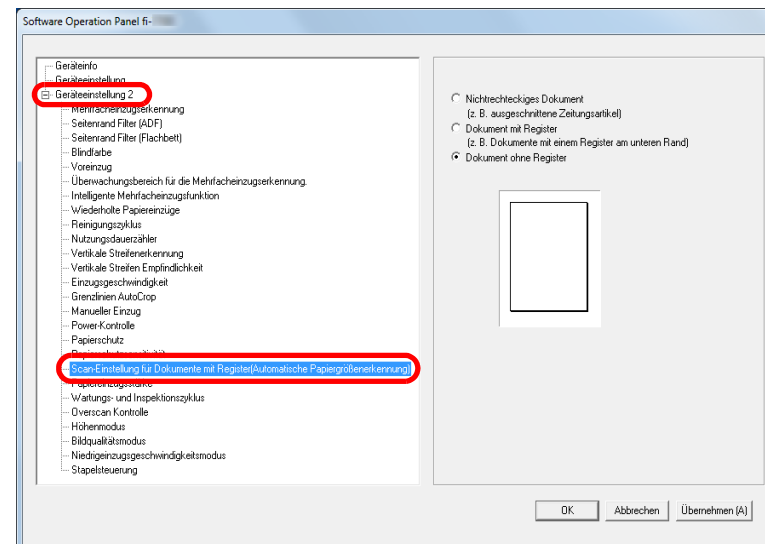 Software Operation Panel fi-
Geräteinfo
Geräteeinstellung
Geräteeinstellung 2
Mehrfacheinzugserkennung
Seitenrand Filter (ADF)
Seitenrand Filter (Flachbett)
Blindfarbe
Voreinzug
Überwachungsbereich für die Mehrfacheinzugserkennung.
Intelligente Mehrfacheinzugsfunktion
Wiederholte Papiereinzüge
Reinigungszyklus
Nutzungsdauerzähler
Vertikale Streifenerkennung
Vertikale Streifen Empfindlichkeit
Einzugsgeschwindigkeit
Grenzlinien AutoCrop
Manueller Einzug
Power-Kontrolle
Papierschutz
Papierschutzsensitivität
Scan-Einstellung für Dokumente mit Register(Automatische Papiergrößenerkennung)
Papiereinzugsstärke
Wartungs- und Inspektionszyklus
Overscan Kontrolle
Höhenmodus
Bildqualitätsmodus
Niedrigeinzugsgeschwindigkeitsmodus
Stapelsteuerung
Nichtrechteckiges Dokument
(z. B. ausgeschnittene Zeitungsartikel)
Dokument mit Register
(z. B. Dokumente mit einem Register am unteren Rand)
Dokument ohne Register
OK Abbrechen Übernehmen (A)